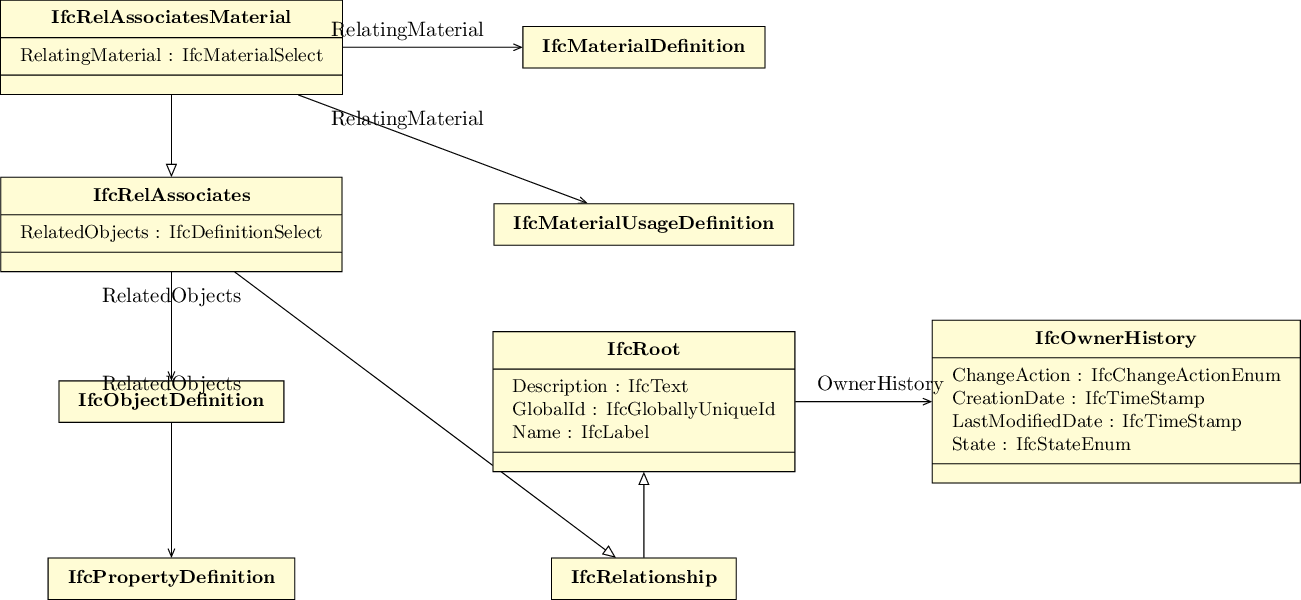 IfcRelAssociatesMaterial
RelatingMaterial : IfcMaterialSelect
RelatingMaterial
IfcMaterialDefinition
RelatingMaterial
IfcRelAssociates
RelatedObjects : IfcDefinitionSelect
IfcMaterialUsageDefinition
RelatedObjects
RelatedObjects
IfcObjectDefinition
IfcRoot
Description : IfcText
GlobalId : IfcGloballyUniqueId
Name : IfcLabel
OwnerHistory
IfcOwnerHistory
ChangeAction : IfcChangeActionEnum
CreationDate : IfcTimeStamp
LastModifiedDate : IfcTimeStamp
State : IfcStateEnum
IfcPropertyDefinition
IfcRelationship